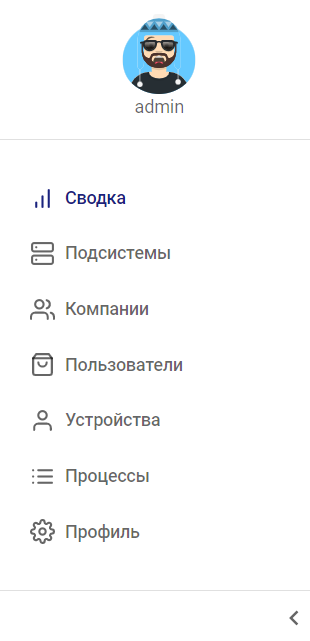 admin
Сводка
Подсистемы
Компании
Пользователи
Устройства
Процессы
Профиль